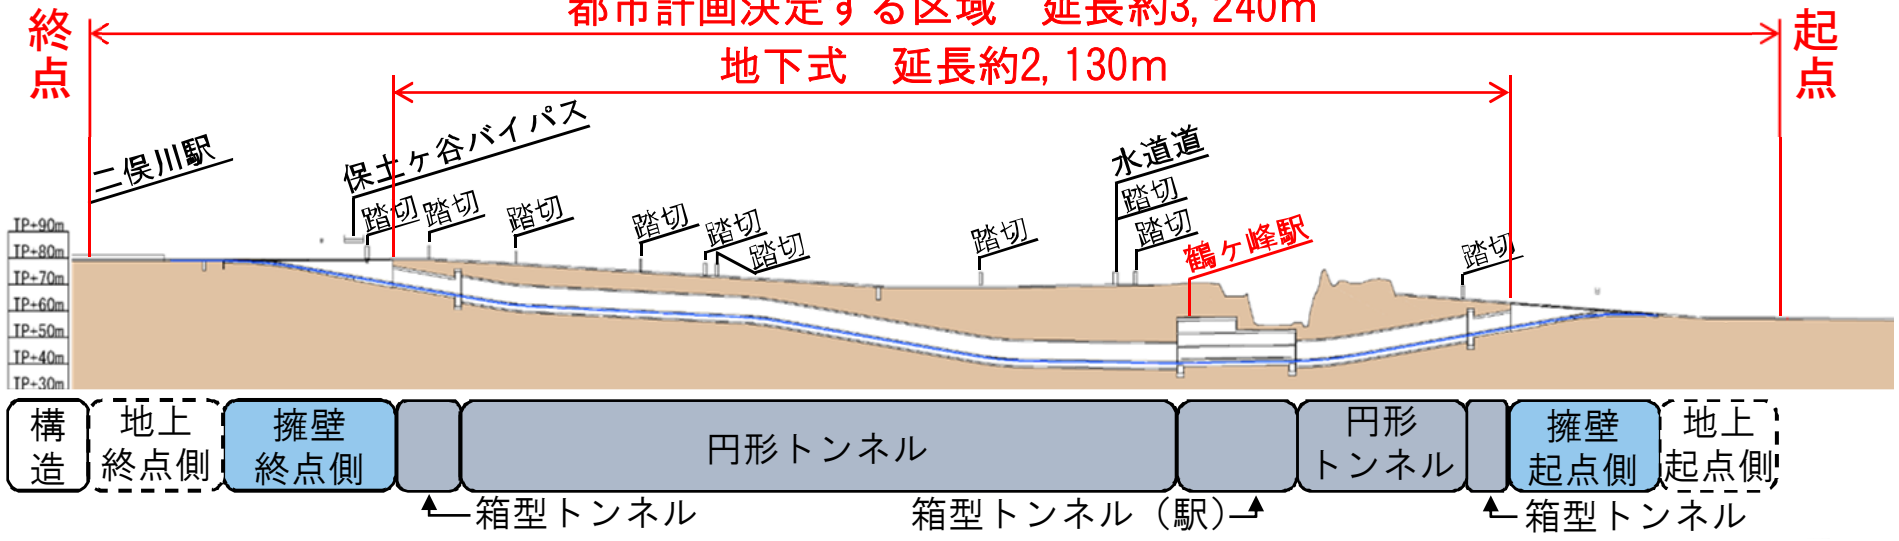 都市計画決定する区域　延長約3,240m
終点
起点
地下式　延長約2,130m
二俣川駅
保土ヶ谷バイパス
踏切
踏切
踏切
踏切
踏切
踏切
踏切
水道道
踏切
踏切
鶴ヶ峰駅
踏切
TP+90m
TP+80m
TP+70m
TP+60m
TP+50m
TP+40m
TP+30m
構造
地上
終点側
擁壁
終点側
円形トンネル
円形
トンネル
擁壁
起点側
地上
起点側
箱型トンネル
箱型トンネル（駅）
箱型トンネル